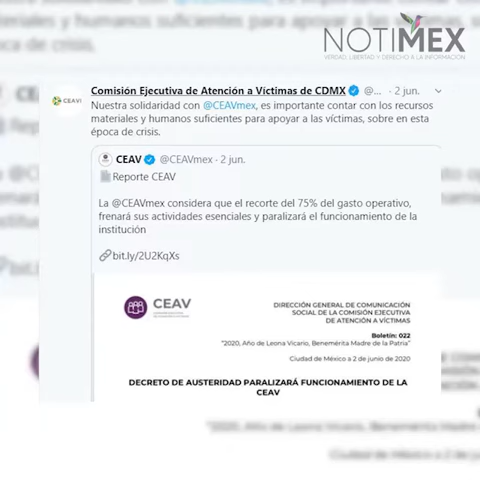 NOTIMEX
VERDAD, LIBERTAD Y DERECHO A LA INFORMACIÓN
época de crisis.
Comisión Ejecutiva de Atención a Víctimas de CDMX @... · 2 jun.
CEAVI
Nuestra solidaridad con @CEAVmex, es importante contar con los recursos
materiales y humanos suficientes para apoyar a las víctimas, sobre en esta
época de crisis.
CEAV @CEAVmex · 2 jun.
Reporte CEAV
La @CEAVmex considera que el recorte del 75% del gasto operativo,
frenará sus actividades esenciales y paralizará el funcionamiento de la
institución
bit.ly/2U2KqXs
CEAV
DIRECCIÓN GENERAL DE COMUNICACIÓN
SOCIAL DE LA COMISIÓN EJECUTIVA
DE ATENCIÓN A VÍCTIMAS
Boletín: 022
"2020, Año de Leona Vicario, Benemérita Madre de la Patria"
Ciudad de México a 2 de junio de 2020
DECRETO DE AUSTERIDAD PARALIZARÁ FUNCIONAMIENTO DE LA
CEAV